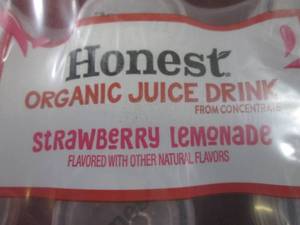 Honest
ORGANIC JUICE DRINK
FROM CONCENTRATE
STRAWBERRY LEMONADE
FLAVORED WITH OTHER NATURAL FLAVORS